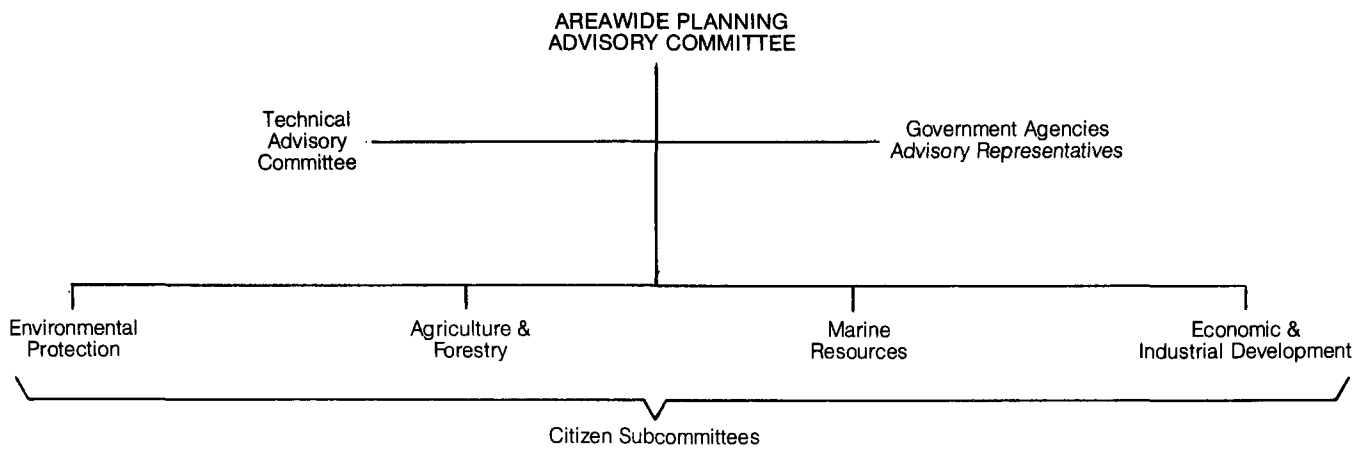 AREAWIDE PLANNING
ADVISORY COMMITTEE
Technical
Advisory
Committee
Government Agencies
Advisory Representatives
Environmental
Protection
Agriculture &
Forestry
Marine
Resources
Economic &
Industrial Development
Citizen Subcommittees